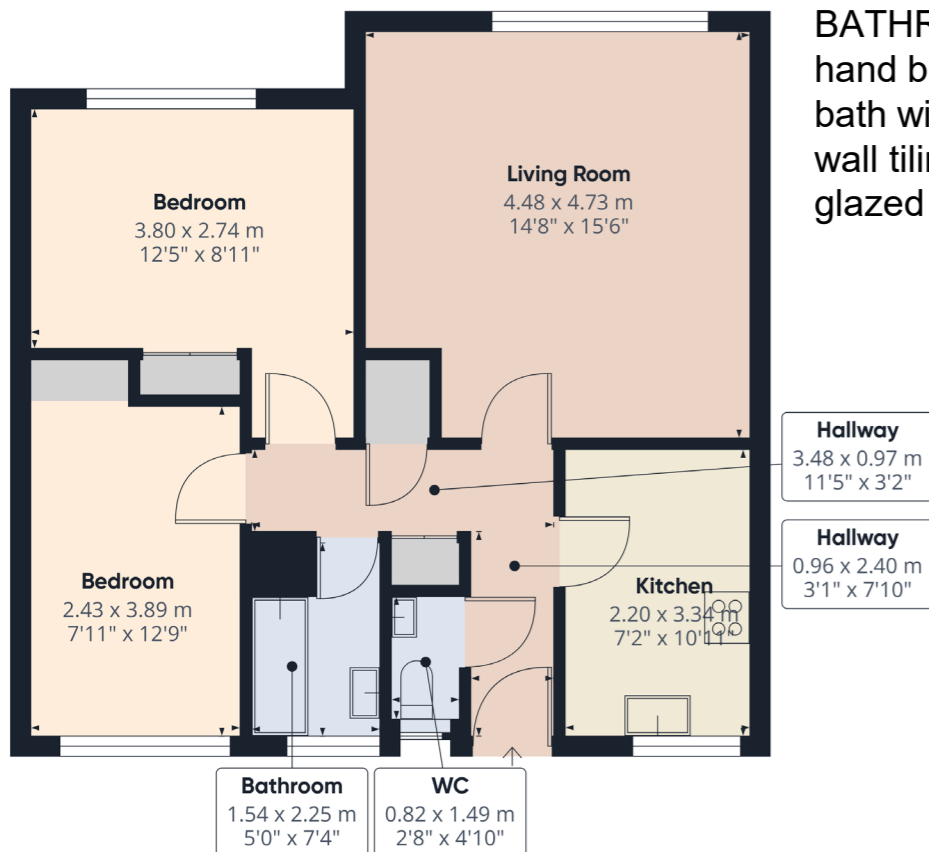 BATHR
hand b
bath wi
wall tili
glazed
Living Room
4.48 x 4.73 m
14'8" x 15'6"
Bedroom
3.80 x 2.74 m
12'5" x 8'11"
Hallway
3.48 x 0.97 m
11'5" x 3'2"
Hallway
0.96 x 2.40 m
3'1" x 7'10"
Bedroom
2.43 x 3.89 m
7'11" x 12'9"
Kitchen
2.20 x 3.34 m
7'2" x 10'11"
Bathroom
1.54 x 2.25 m
5'0" x 7'4"
WC
0.82 x 1.49 m
2'8" x 4'10"